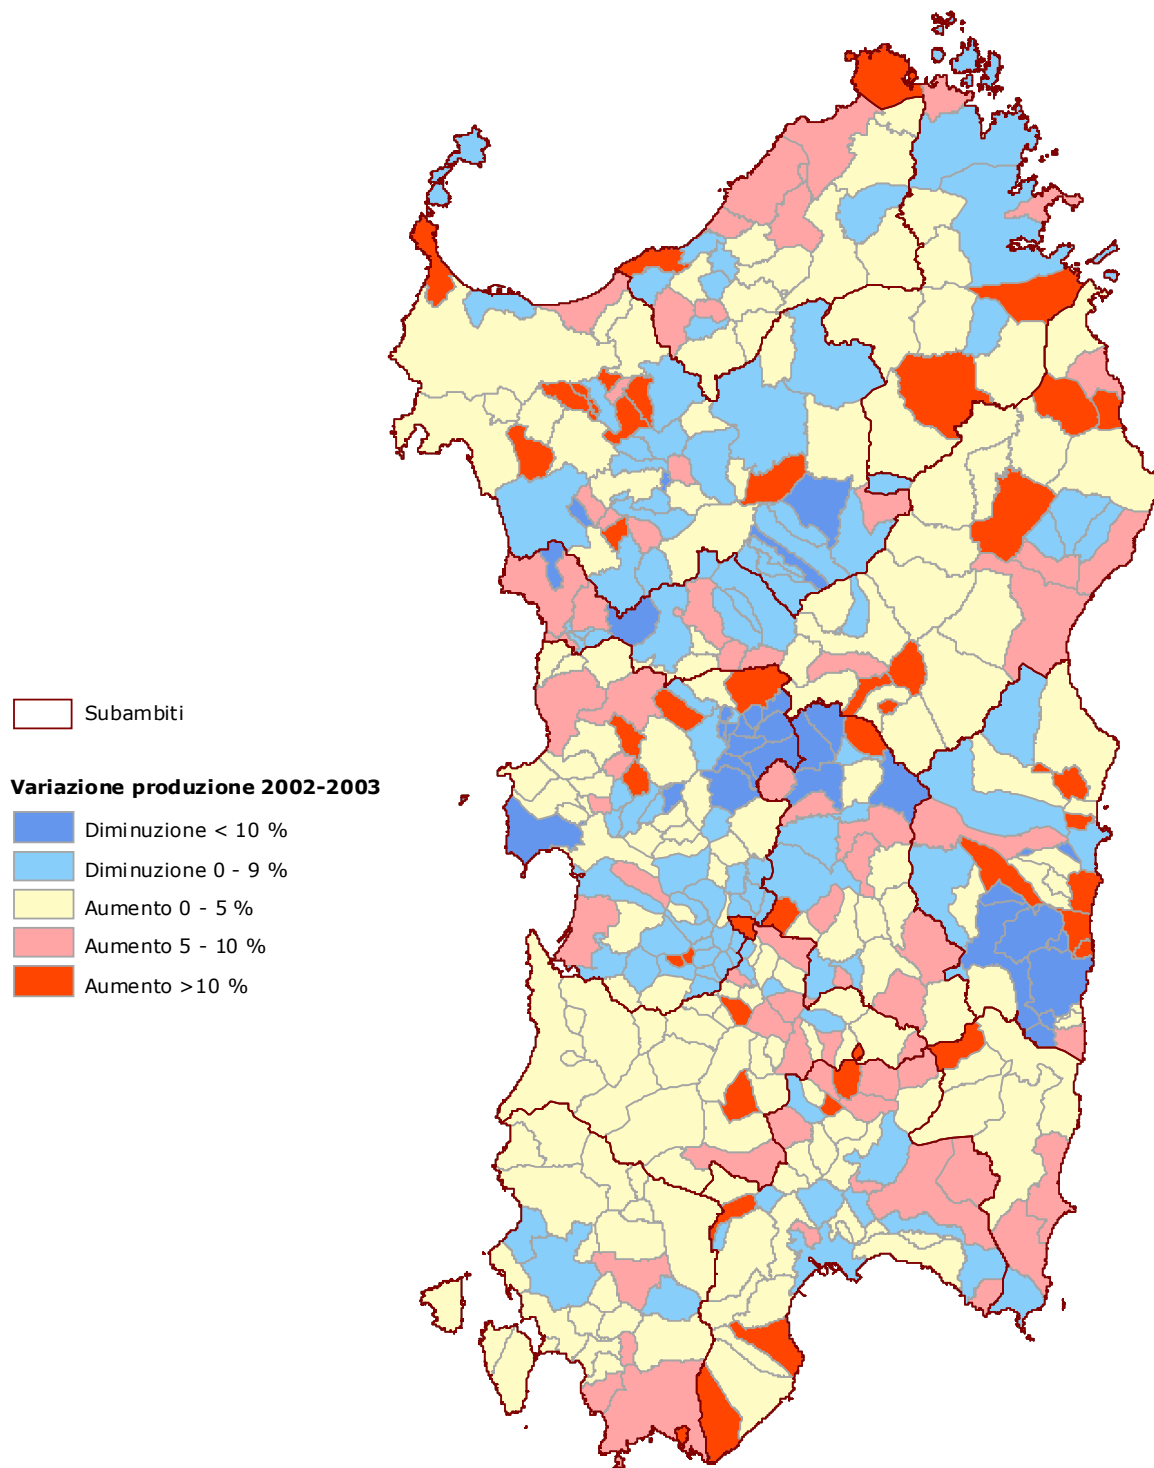 Subambiti
Variazione produzione 2002-2003
Diminuzione < 10 %
Diminuzione 0 - 9 %
Aumento 0 - 5 %
Aumento 5 - 10 %
Aumento >10 %